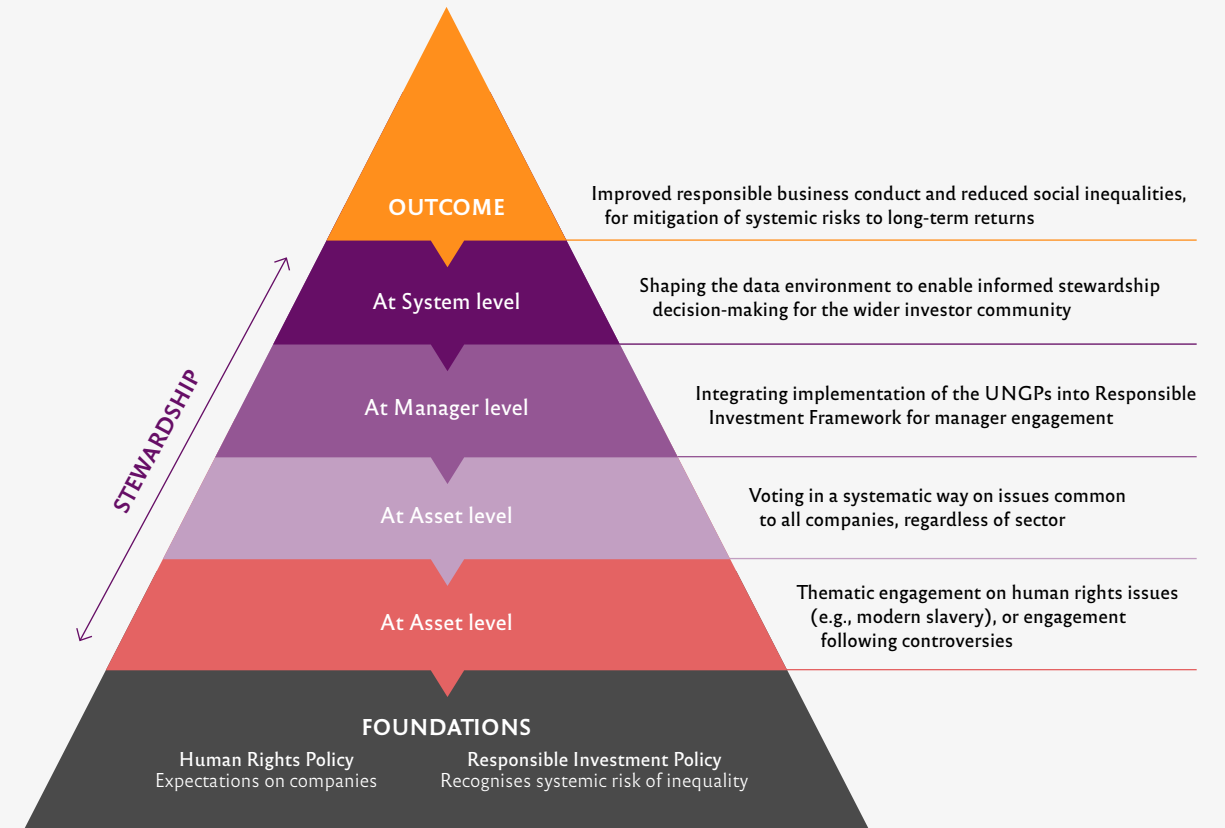 OUTCOME
Improved responsible business conduct and reduced social inequalities,
for mitigation of systemic risks to long-term returns
STEWARDSHIP
At System level
Shaping the data environment to enable informed stewardship
decision-making for the wider investor community
At Manager level
Integrating implementation of the UNGPs into Responsible
Investment Framework for manager engagement
At Asset level
Voting in a systematic way on issues common
to all companies, regardless of sector
At Asset level
Thematic engagement on human rights issues
(e.g., modern slavery), or engagement
following controversies
FOUNDATIONS
Human Rights Policy
Expectations on companies
Responsible Investment Policy
Recognises systemic risk of inequality